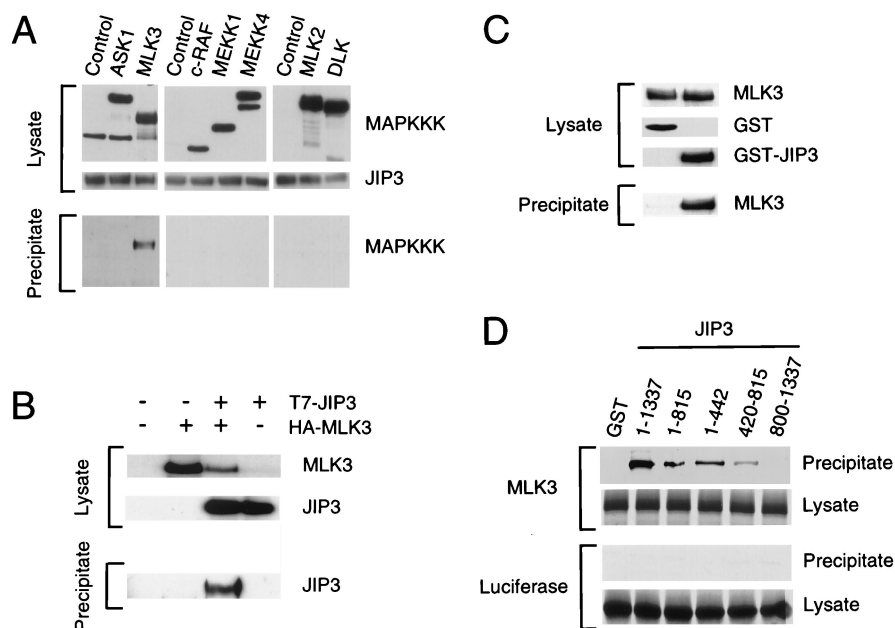 A
Control
ASK1
MLK3
Control
c-RAF
MEKK1
MEKK4
Control
MLK2
DLK
Lysate
MAPKKK
JIP3
Precipitate
MAPKKK
B
- - + + T7-JIP3
- + + - HA-MLK3
Lysate
MLK3
JIP3
Precipitate
JIP3
C
Lysate
MLK3
GST
GST-JIP3
Precipitate
MLK3
D
JIP3
GST
1-1337
1-815
1-442
420-815
800-1337
MLK3
Precipitate
Lysate
Luciferase
Precipitate
Lysate